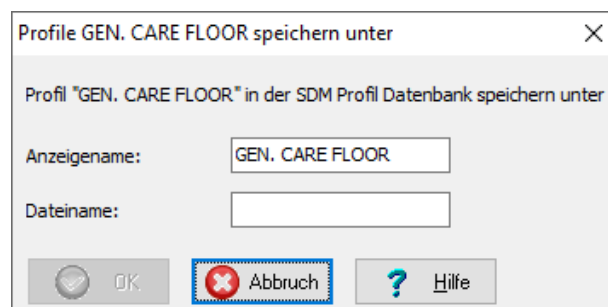 Profile GEN. CARE FLOOR speichern unter
Profil "GEN. CARE FLOOR" in der SDM Profil Datenbank speichern unter
Anzeigename: GEN. CARE FLOOR
Dateiname:
OK Abbruch ? Hilfe